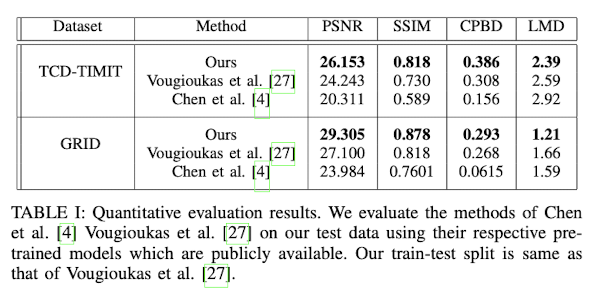 Dataset Method PSNR SSIM CPBD LMD
TCD-TIMIT Ours 26.153 0.818 0.386 2.39
Vougioukas et al. [27] 24.243 0.730 0.308 2.59
Chen et al. [4] 20.311 0.589 0.156 2.92
GRID Ours 29.305 0.878 0.293 1.21
Vougioukas et al. [27] 27.100 0.818 0.268 1.66
Chen et al. [4] 23.984 0.7601 0.0615 1.59
TABLE I: Quantitative evaluation results. We evaluate the methods of Chen
et al. [4] Vougioukas et al. [27] on our test data using their respective pre-
trained models which are publicly available. Our train-test split is same as
that of Vougioukas et al. [27].